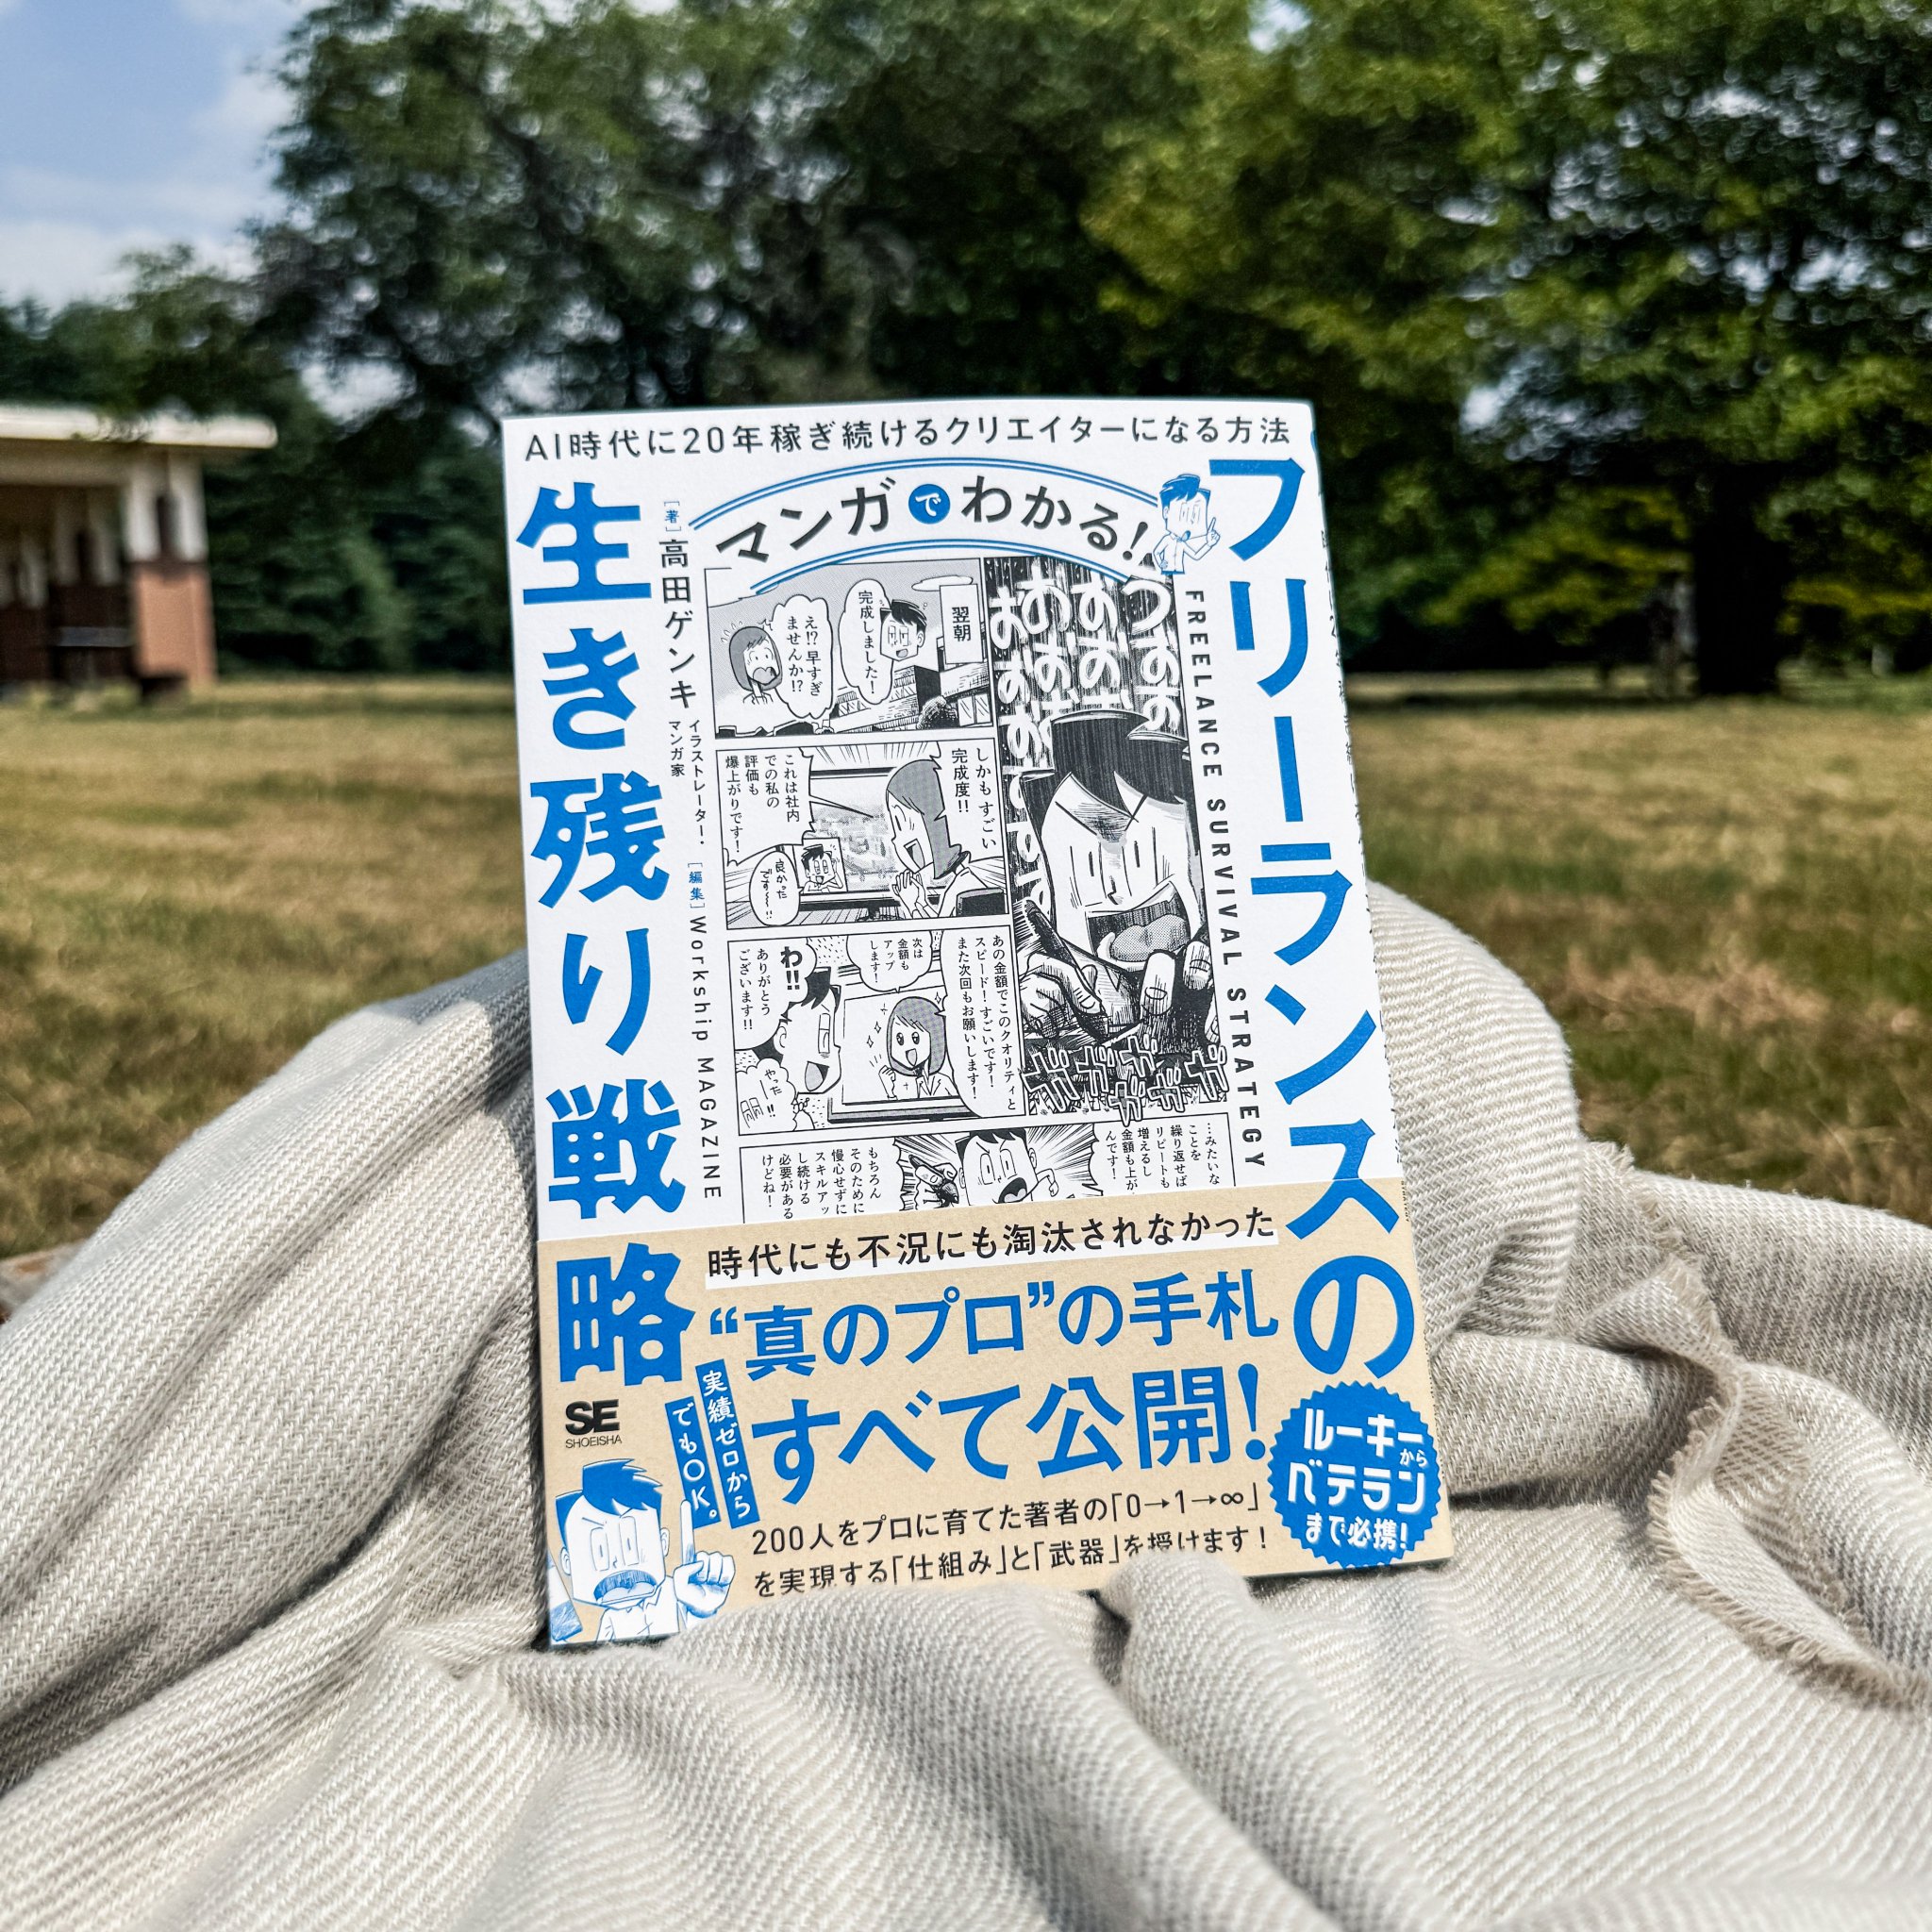 AI時代に20年稼ぎ続けるクリエイターになる方法
マンガでわかる!
フリーランスの
生き残り戦略
FREELANCE SURVIVAL STRATEGY
[著]高田ゲンキ
イラストレーター・
マンガ家
[編集]Workship MAGAZINE
翌朝
完成しました!
え!?早すぎ
ませんか!?
しかもすごい
完成度!!
これは社内
での私の
評価も
爆上がりです!
良かった
です〜!!
あの金額でこのクオリティと
スピード!すごいです!
また次回もお願いします!
次は
金額も
アップ
します!
わ!!
ありがとう
ございます!!
やった!!
…みたいな
ことを
繰り返せば
リピートも
増えるし
金額も上が
んです!
もちろん
そのために
慢心せずに
スキルアッ
し続ける
必要がある
けどね!
時代にも不況にも淘汰されなかった
“真のプロ”の手札
すべて公開!
実績ゼロから
でもOK。
200人をプロに育てた著者の「0→1→∞」
を実現する「仕組み」と「武器」を授けます!
ルーキーから
ベテラン
まで必携!
SE
SHOEISHA